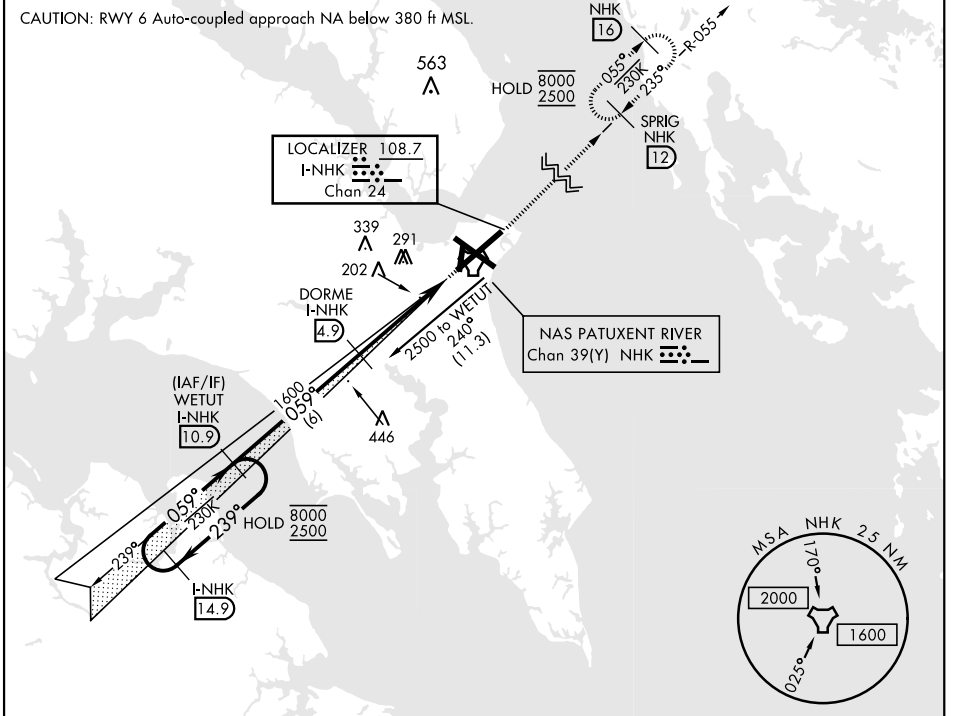 CAUTION: RWY 6 Auto-coupled approach NA below 380 ft MSL.
NHK
16
R-055
055°
230K
235°
HOLD 8000
2500
563
SPRIG
NHK
12
LOCALIZER 108.7
I-NHK
Chan 24
339
291
202
DORME
I-NHK
4.9
2500 to WETUT
240°
(11.3)
NAS PATUXENT RIVER
Chan 39(Y) NHK
(IAF/IF)
WETUT
I-NHK
10.9
1600
059°
(6)
446
059°
230K
239°
239°
HOLD 8000
2500
I-NHK
14.9
MSA NHK 25 NM
170°
2000
1600
025°